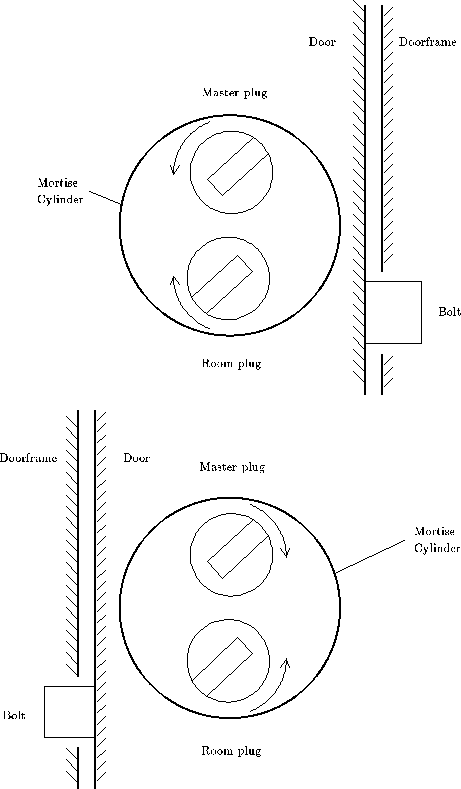 Door
Doorframe
Master plug
Mortise
Cylinder
Bolt
Room plug
Doorframe
Door
Master plug
Mortise
Cylinder
Bolt
Room plug